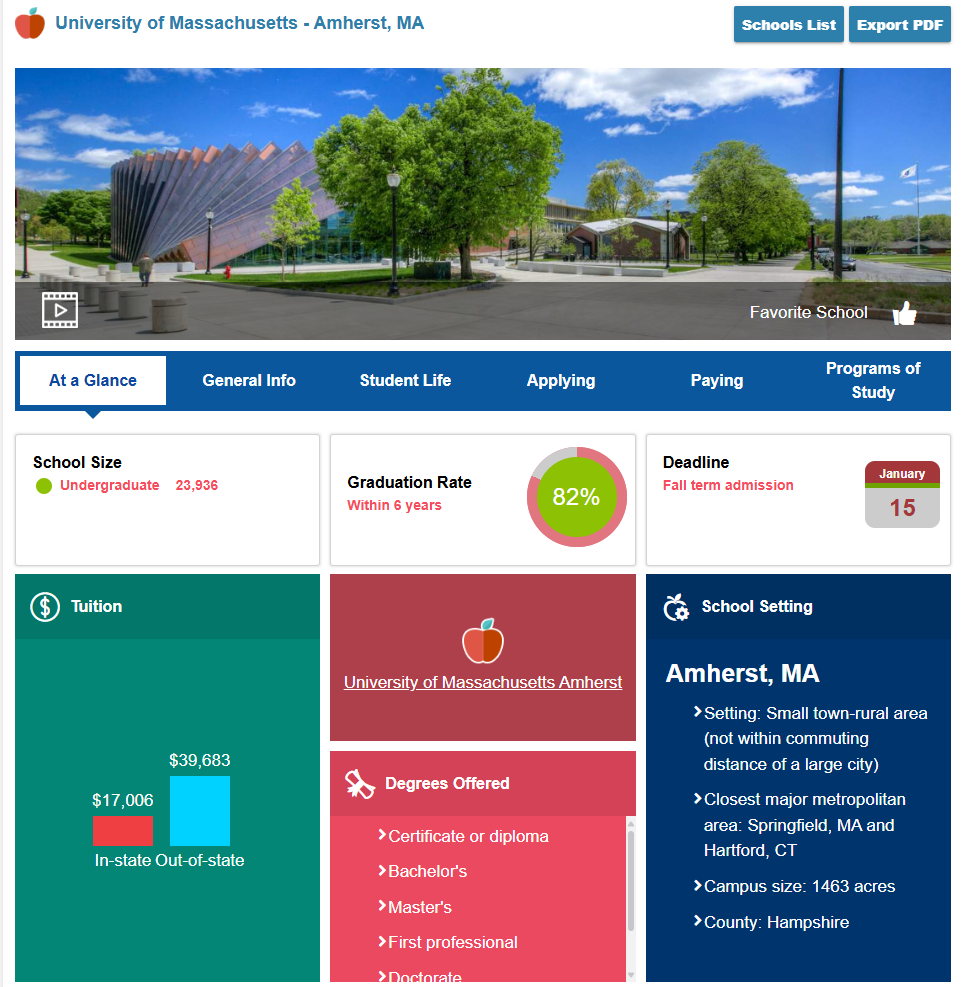 University of Massachusetts - Amherst, MA
Schools List
Export PDF
Favorite School
At a Glance
General Info
Student Life
Applying
Paying
Programs of
Study
School Size
Undergraduate 23,936
Graduation Rate
Within 6 years
82%
Deadline
Fall term admission
January
15
Tuition
$39,683
$17,006
In-state Out-of-state
University of Massachusetts Amherst
Degrees Offered
Certificate or diploma
Bachelor's
Master's
First professional
Doctorate
School Setting
Amherst, MA
Setting: Small town-rural area
(not within commuting
distance of a large city)
Closest major metropolitan
area: Springfield, MA and
Hartford, CT
Campus size: 1463 acres
County: Hampshire